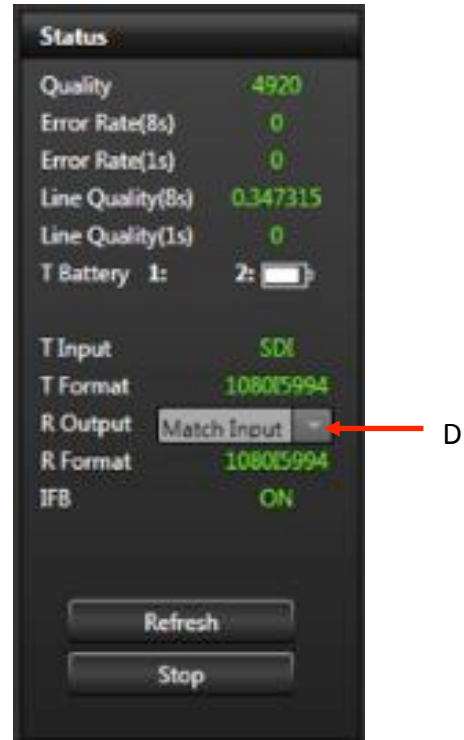 Status
Quality 4920
Error Rate(8s) 0
Error Rate(1s) 0
Line Quality(8s) 0.347315
Line Quality(1s) 0
T Battery 1: 2:
T Input SDI
T Format 1080I5994
R Output Match Input D
R Format 1080I5994
IFB ON
Refresh
Stop